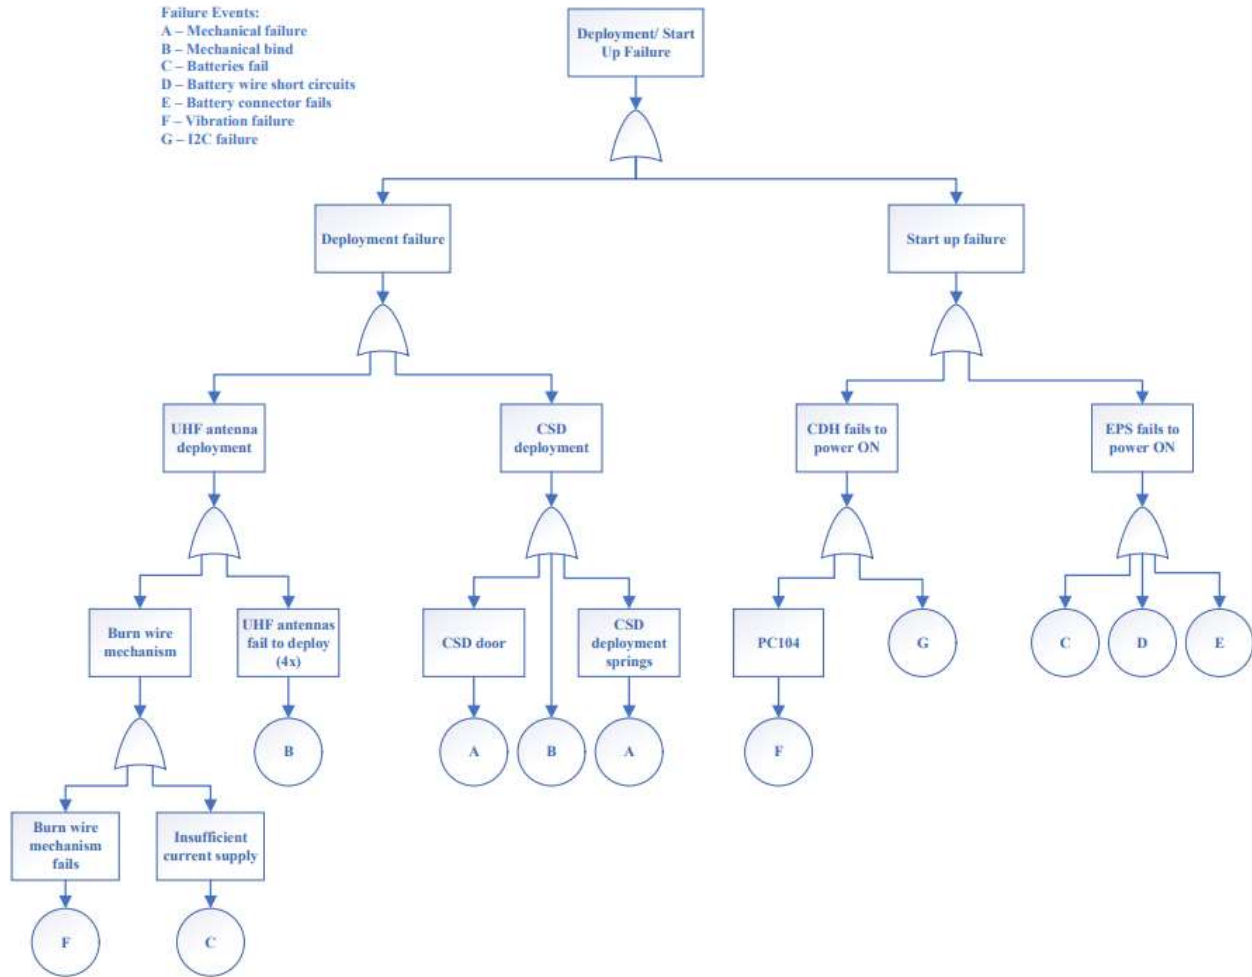 Failure Events:
A – Mechanical failure
B – Mechanical bind
C – Batteries fail
D – Battery wire short circuits
E – Battery connector fails
F – Vibration failure
G – I2C failure
Deployment/ Start
Up Failure
Deployment failure
Start up failure
UHF antenna
deployment
CSD
deployment
CDH fails to
power ON
EPS fails to
power ON
Burn wire
mechanism
UHF antennas
fail to deploy
(4x)
CSD door
CSD
deployment
springs
PC104
G
C
D
E
B
A
B
A
F
Burn wire
mechanism
fails
Insufficient
current supply
F
C